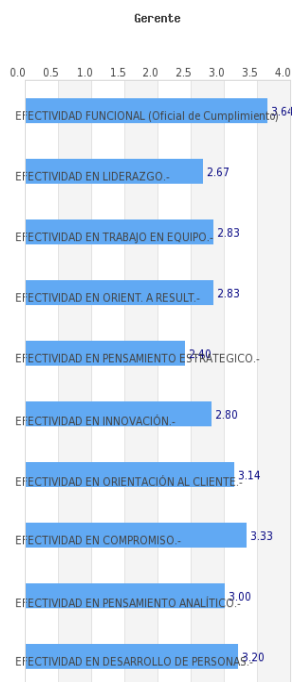 Gerente
0.0 0.5 1.0 1.5 2.0 2.5 3.0 3.5 4.0
EFECTIVIDAD FUNCIONAL (Oficial de Cumplimiento) 3.64
EFECTIVIDAD EN LIDERAZGO.- 2.67
EFECTIVIDAD EN TRABAJO EN EQUIPO.- 2.83
EFECTIVIDAD EN ORIENT. A RESULT.- 2.83
EFECTIVIDAD EN PENSAMIENTO ESTRATEGICO.- 2.40
EFECTIVIDAD EN INNOVACIÓN.- 2.80
EFECTIVIDAD EN ORIENTACIÓN AL CLIENTE.- 3.14
EFECTIVIDAD EN COMPROMISO.- 3.33
EFECTIVIDAD EN PENSAMIENTO ANALÍTICO.- 3.00
EFECTIVIDAD EN DESARROLLO DE PERSONAS.- 3.20